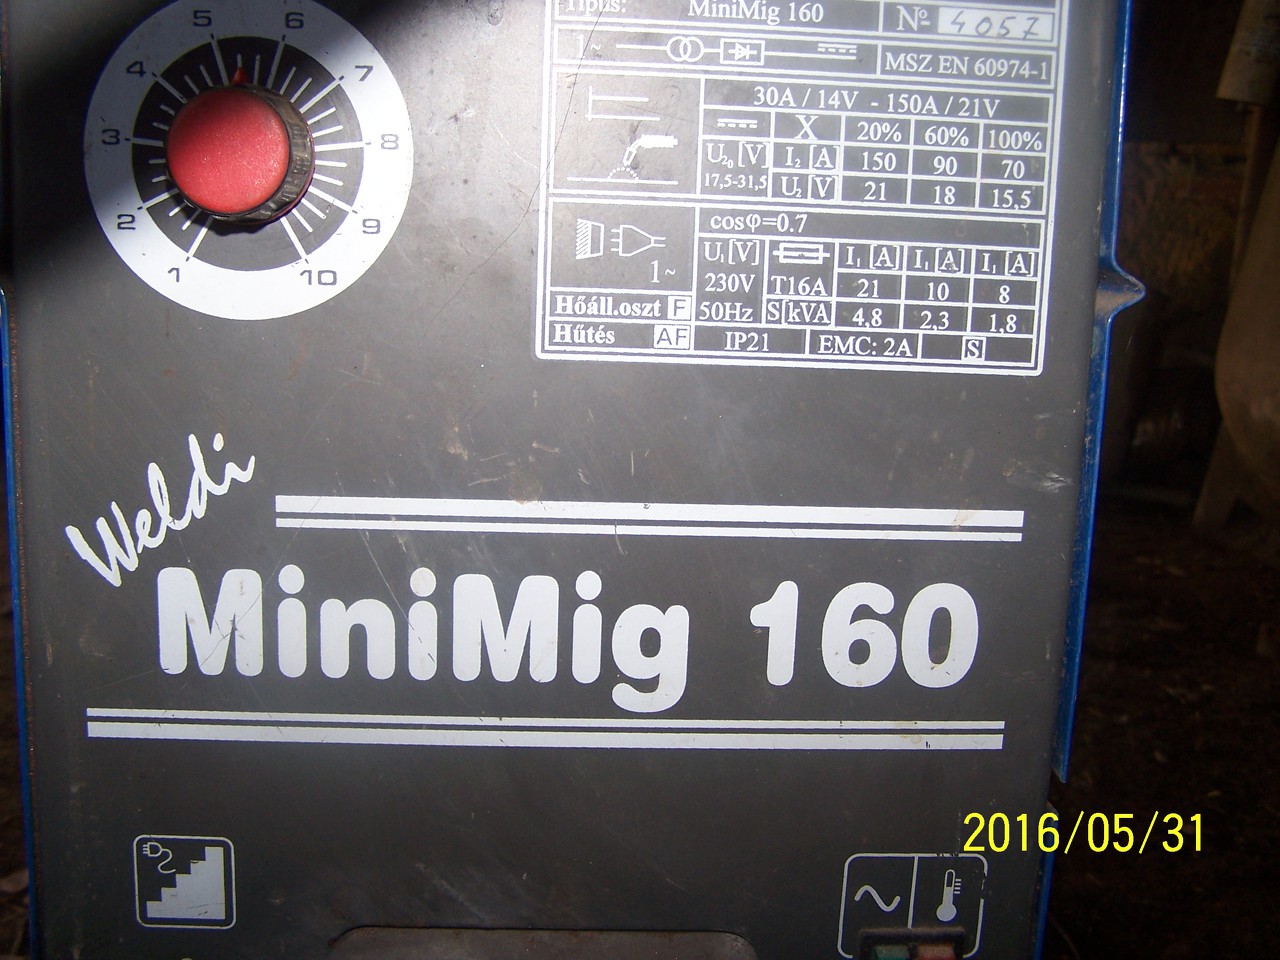 5 6
4 7
3 8
2 9
1 10
Típus: MiniMig 160 Nº 4057
1~ MSZ EN 60974-1
30A / 14V - 150A / 21V
X 20% 60% 100%
U₂₀ [V] I₂ [A] 150 90 70
17,5-31,5 U₂ [V] 21 18 15,5
cosφ=0.7
U₁ [V] I₁ [A] I₁ [A] I₁ [A]
1~ 230V T16A 21 10 8
Hőáll.oszt F 50Hz S[kVA] 4,8 2,3 1,8
Hűtés AF IP21 EMC: 2A S
Weldi
MiniMig 160
2016/05/31